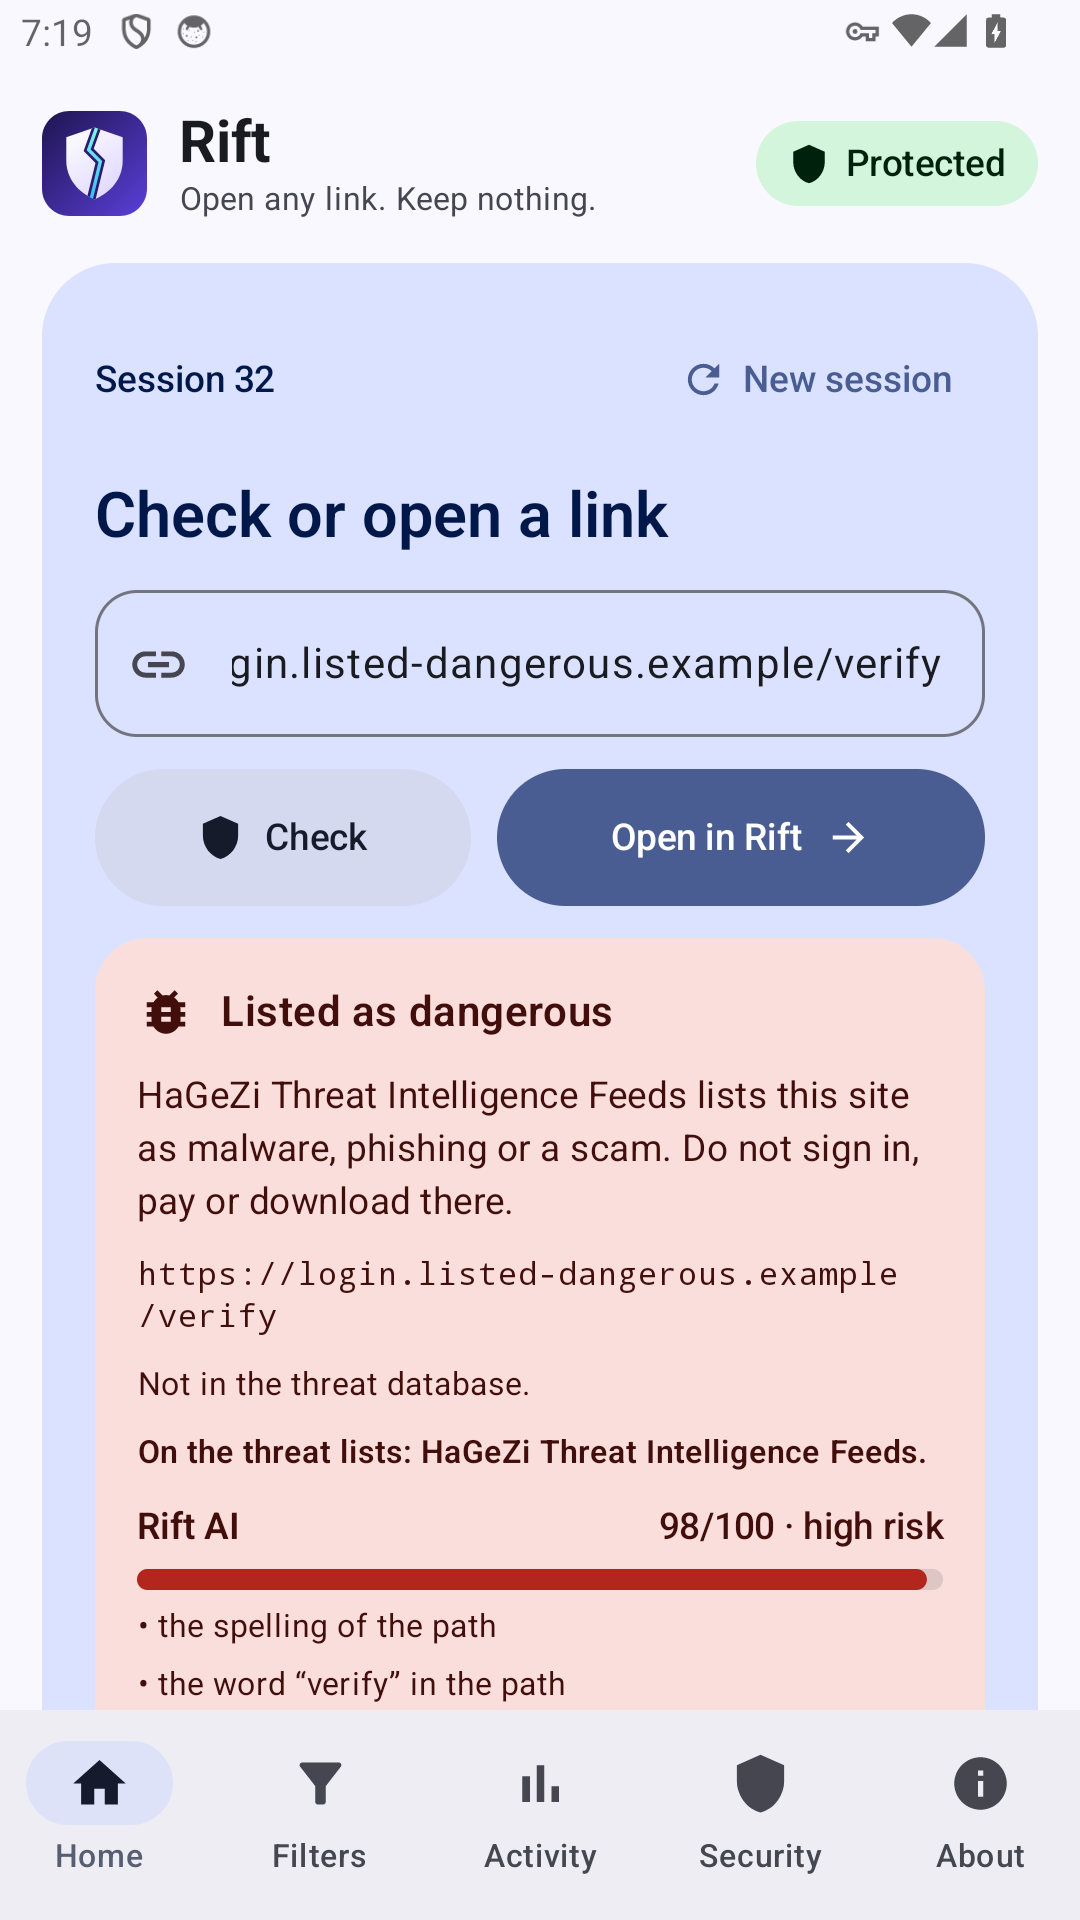 7:19
Rift
Open any link. Keep nothing.
Protected
Session 32
New session
Check or open a link
gin.listed-dangerous.example/verify
Check
Open in Rift
Listed as dangerous
HaGeZi Threat Intelligence Feeds lists this site
as malware, phishing or a scam. Do not sign in,
pay or download there.
https://login.listed-dangerous.example
/verify
Not in the threat database.
On the threat lists: HaGeZi Threat Intelligence Feeds.
Rift AI
98/100 · high risk
• the spelling of the path
• the word “verify” in the path
Home
Filters
Activity
Security
About